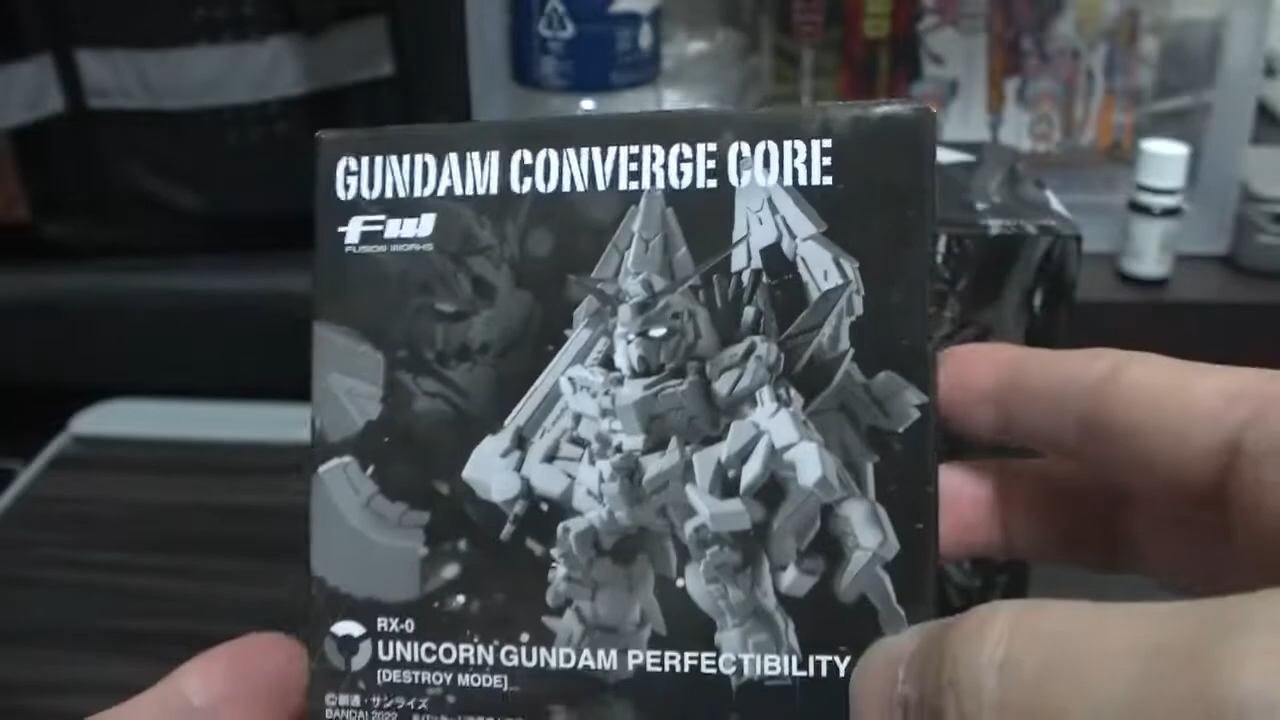 GUNDAM CONVERGE CORE
FW
FUSION WORKS
RX-0
UNICORN GUNDAM PERFECTIBILITY
[DESTROY MODE]
©創通・サンライズ
BANDAI 2022